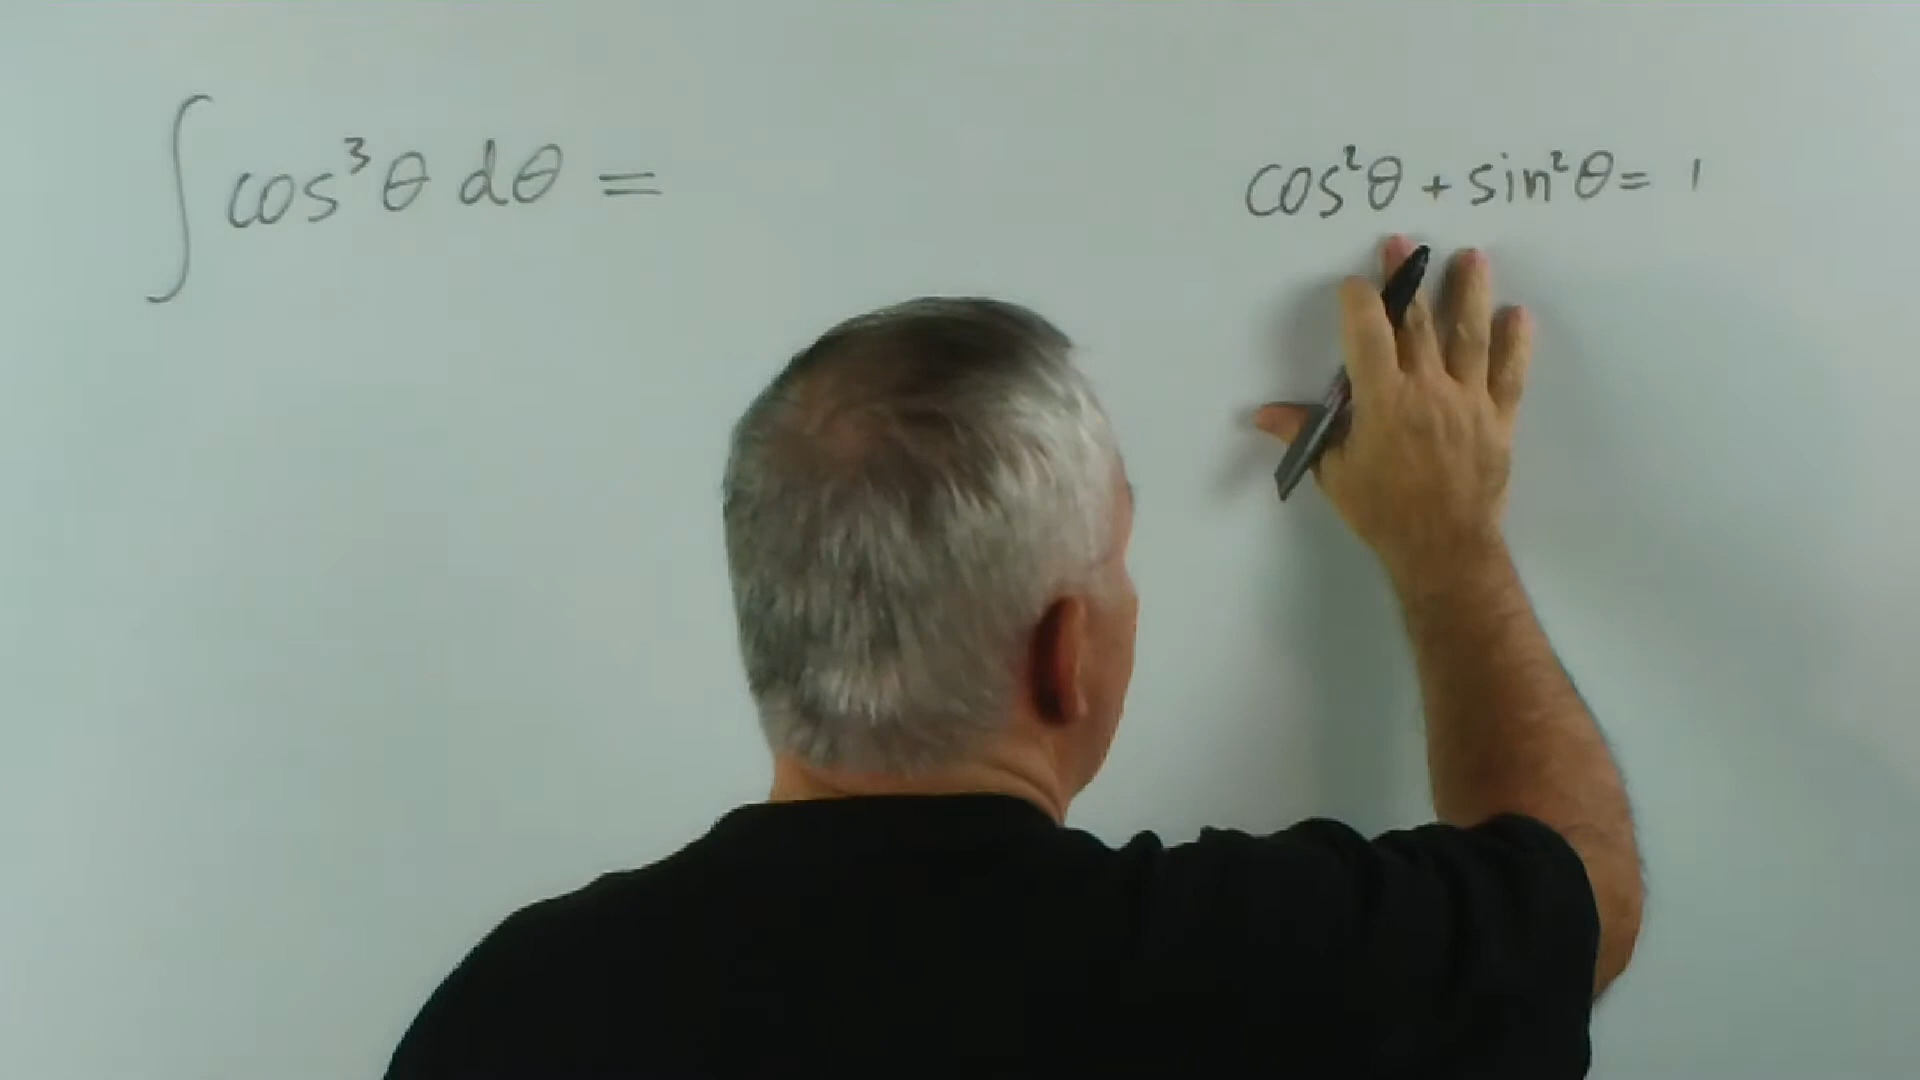 ∫cos³θ dθ =
cos²θ + sin²θ = 1